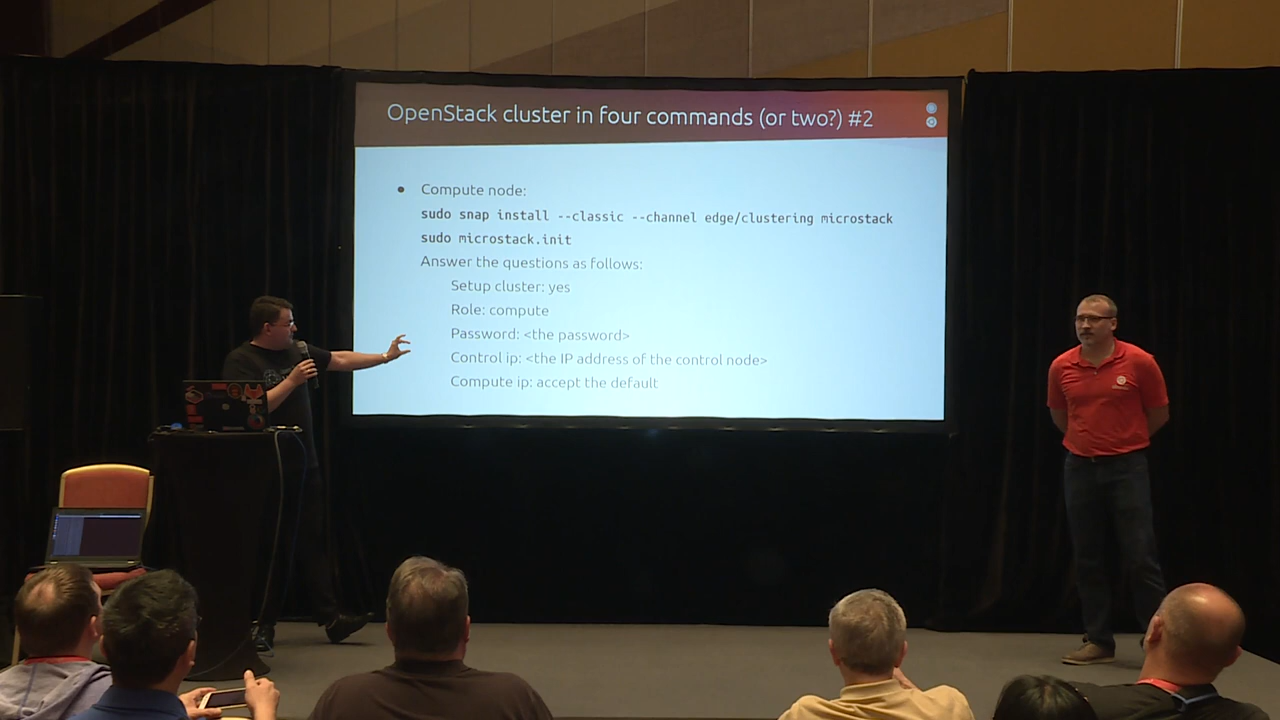 OpenStack cluster in four commands (or two?) #2
● Compute node:
sudo snap install --classic --channel edge/clustering microstack
sudo microstack.init
Answer the questions as follows:
Setup cluster: yes
Role: compute
Password: <the password>
Control ip: <the IP address of the control node>
Compute ip: accept the default